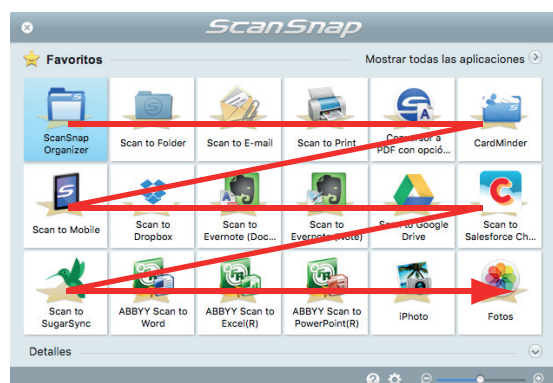 ScanSnap
Favoritos
Mostrar todas las aplicaciones
ScanSnap
Organizer
Scan to Folder
Scan to E-mail
Scan to Print
Conversor a
PDF con opció...
CardMinder
Scan to Mobile
Scan to
Dropbox
Scan to
Evernote (Doc...
Scan to
Evernote (Note)
Scan to Google
Drive
Scan to
Salesforce Ch...
Scan to
SugarSync
ABBYY Scan to
Word
ABBYY Scan to
Excel(R)
ABBYY Scan to
PowerPoint(R)
iPhoto
Fotos
Detalles